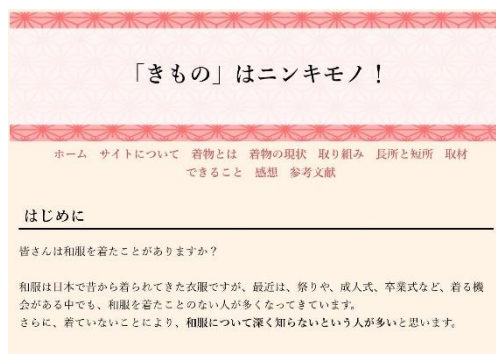 「きもの」はニンキモノ！
ホーム サイトについて 着物とは 着物の現状 取り組み 長所と短所 取材
できること 感想 参考文献
はじめに
皆さんは和服を着たことがありますか？
和服は日本で昔から着られてきた衣服ですが、最近は、祭りや、成人式、卒業式など、着る機
会がある中でも、和服を着たことのない人が多くなってきています。
さらに、着ていないことにより、和服について深く知らないという人が多いと思います。